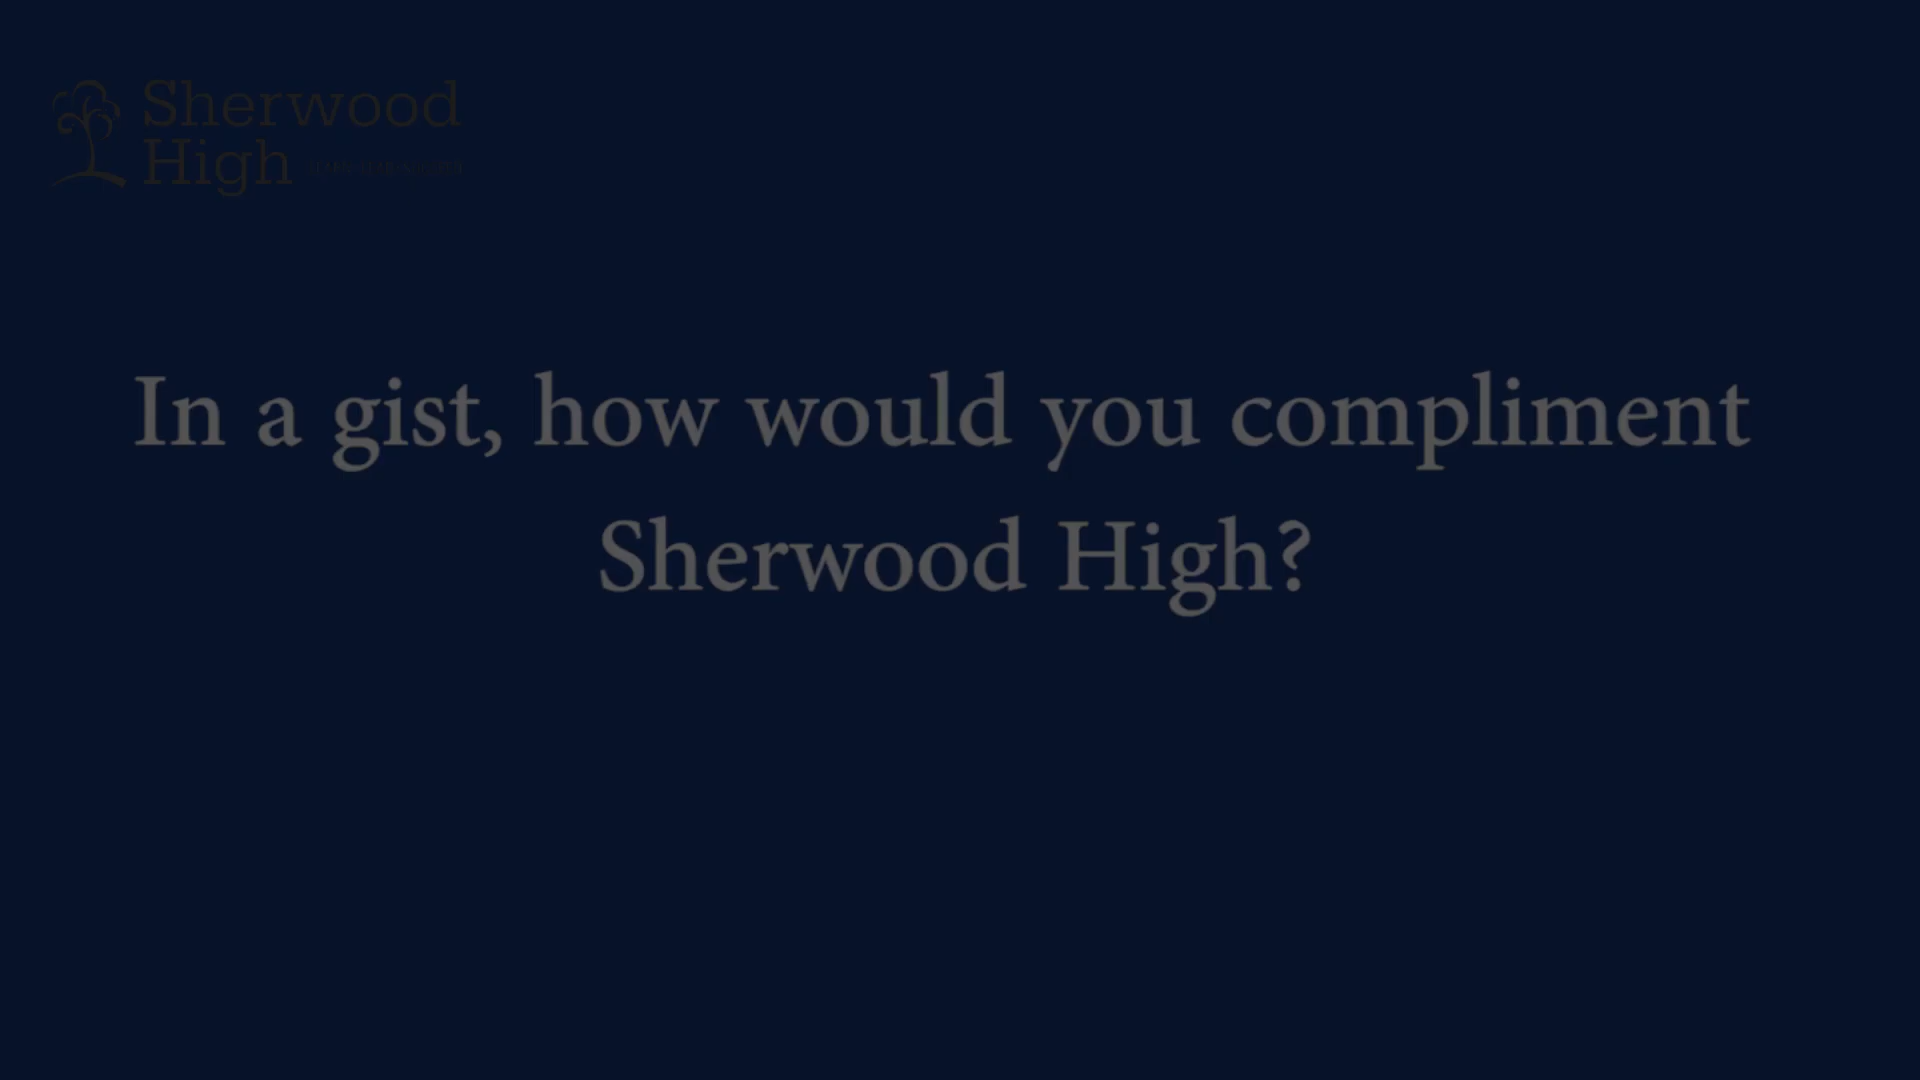 Sherwood
High
In a gist, how would you compliment
Sherwood High?